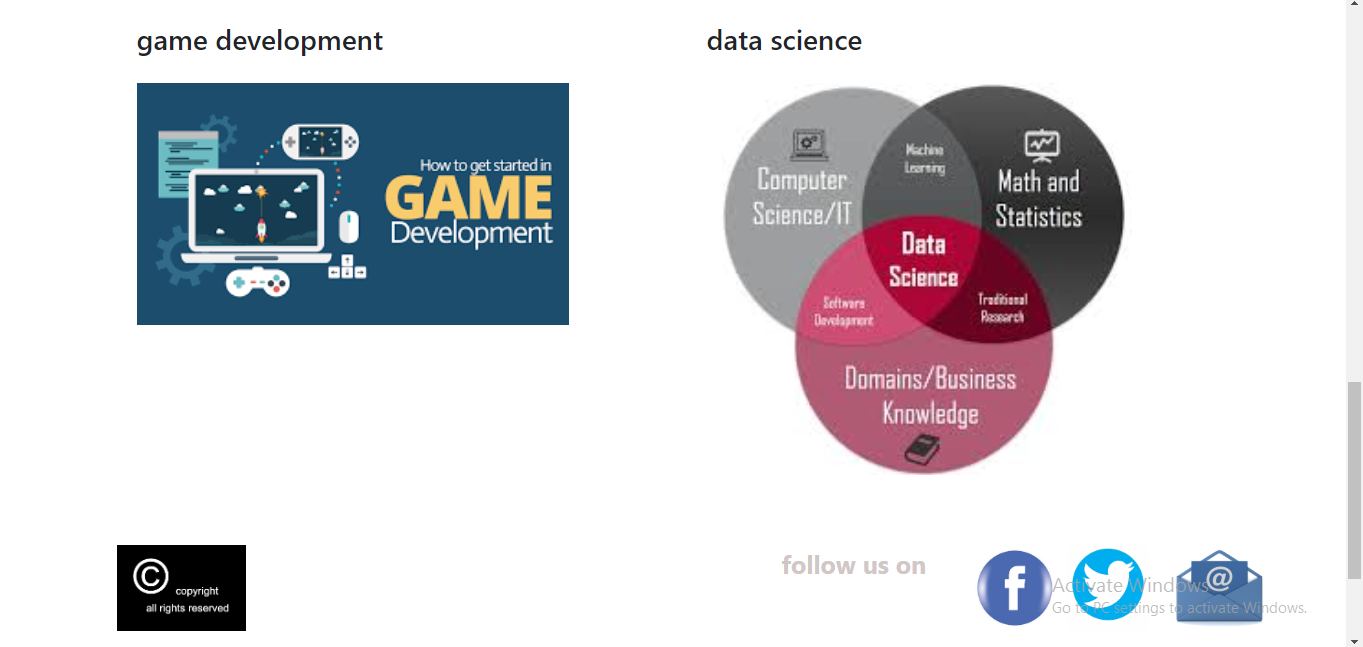 game development
data science
How to get started in
GAME
Development
Computer
Science/IT
Machine
Learning
Math and
Statistics
Data
Science
Software
Development
Traditional
Research
Domains/Business
Knowledge
© copyright
all rights reserved
follow us on
f
@
Activate Windows
Go to PC settings to activate Windows.